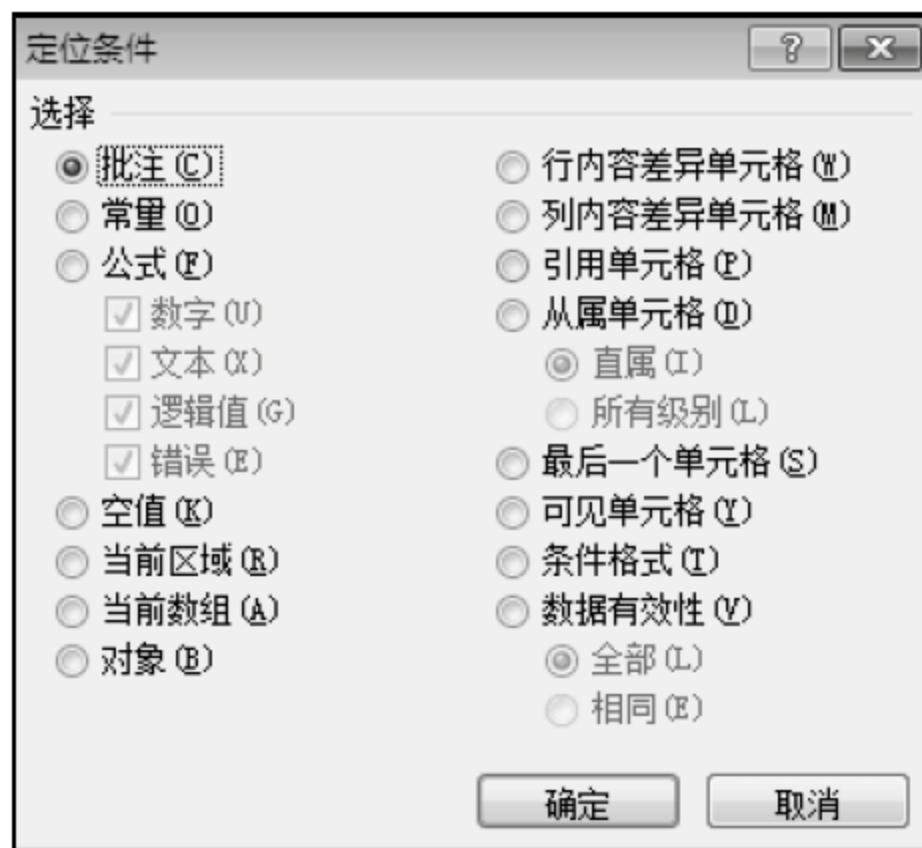 定位条件
选择
批注(C)
常量(O)
公式(F)
数字(U)
文本(X)
逻辑值(G)
错误(E)
空值(K)
当前区域(R)
当前数组(A)
对象(B)
行内容差异单元格(W)
列内容差异单元格(M)
引用单元格(P)
从属单元格(D)
直属(I)
所有级别(L)
最后一个单元格(S)
可见单元格(Y)
条件格式(T)
数据有效性(V)
全部(L)
相同(E)
确定
取消